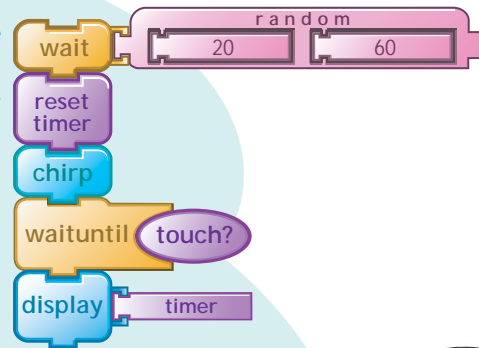 random
wait 20 60
reset
timer
chirp
waituntil touch?
display timer